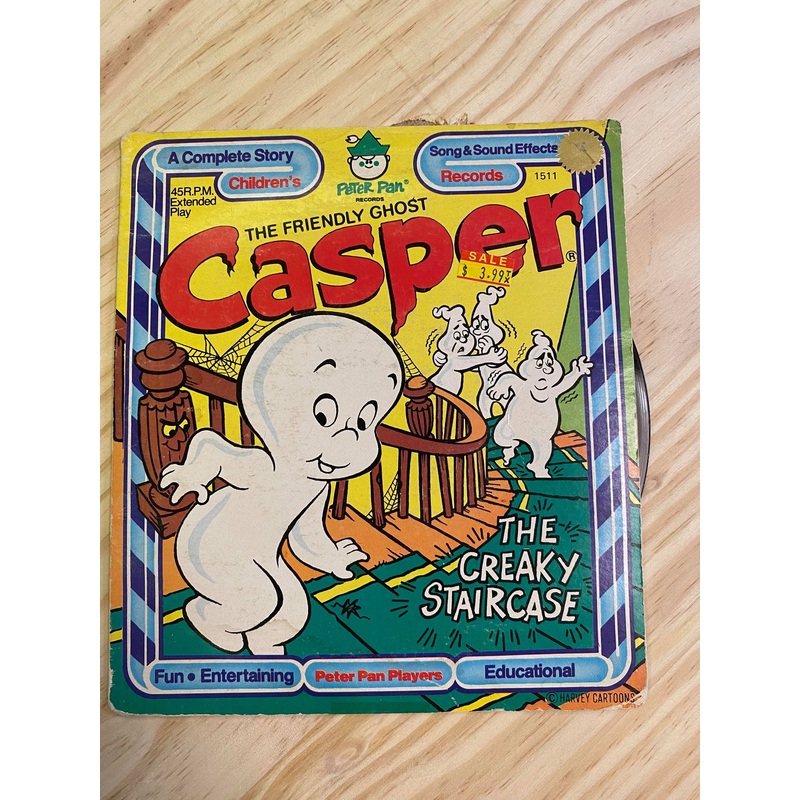 A Complete Story
Children's
45R.P.M.
Extended
Play
PETER PAN®
RECORDS
Song & Sound Effects
Records
1511
THE FRIENDLY GHOST
Casper®
SALE
$ 3.99
THE
CREAKY
STAIRCASE
Fun • Entertaining
Peter Pan Players
Educational
© HARVEY CARTOONS